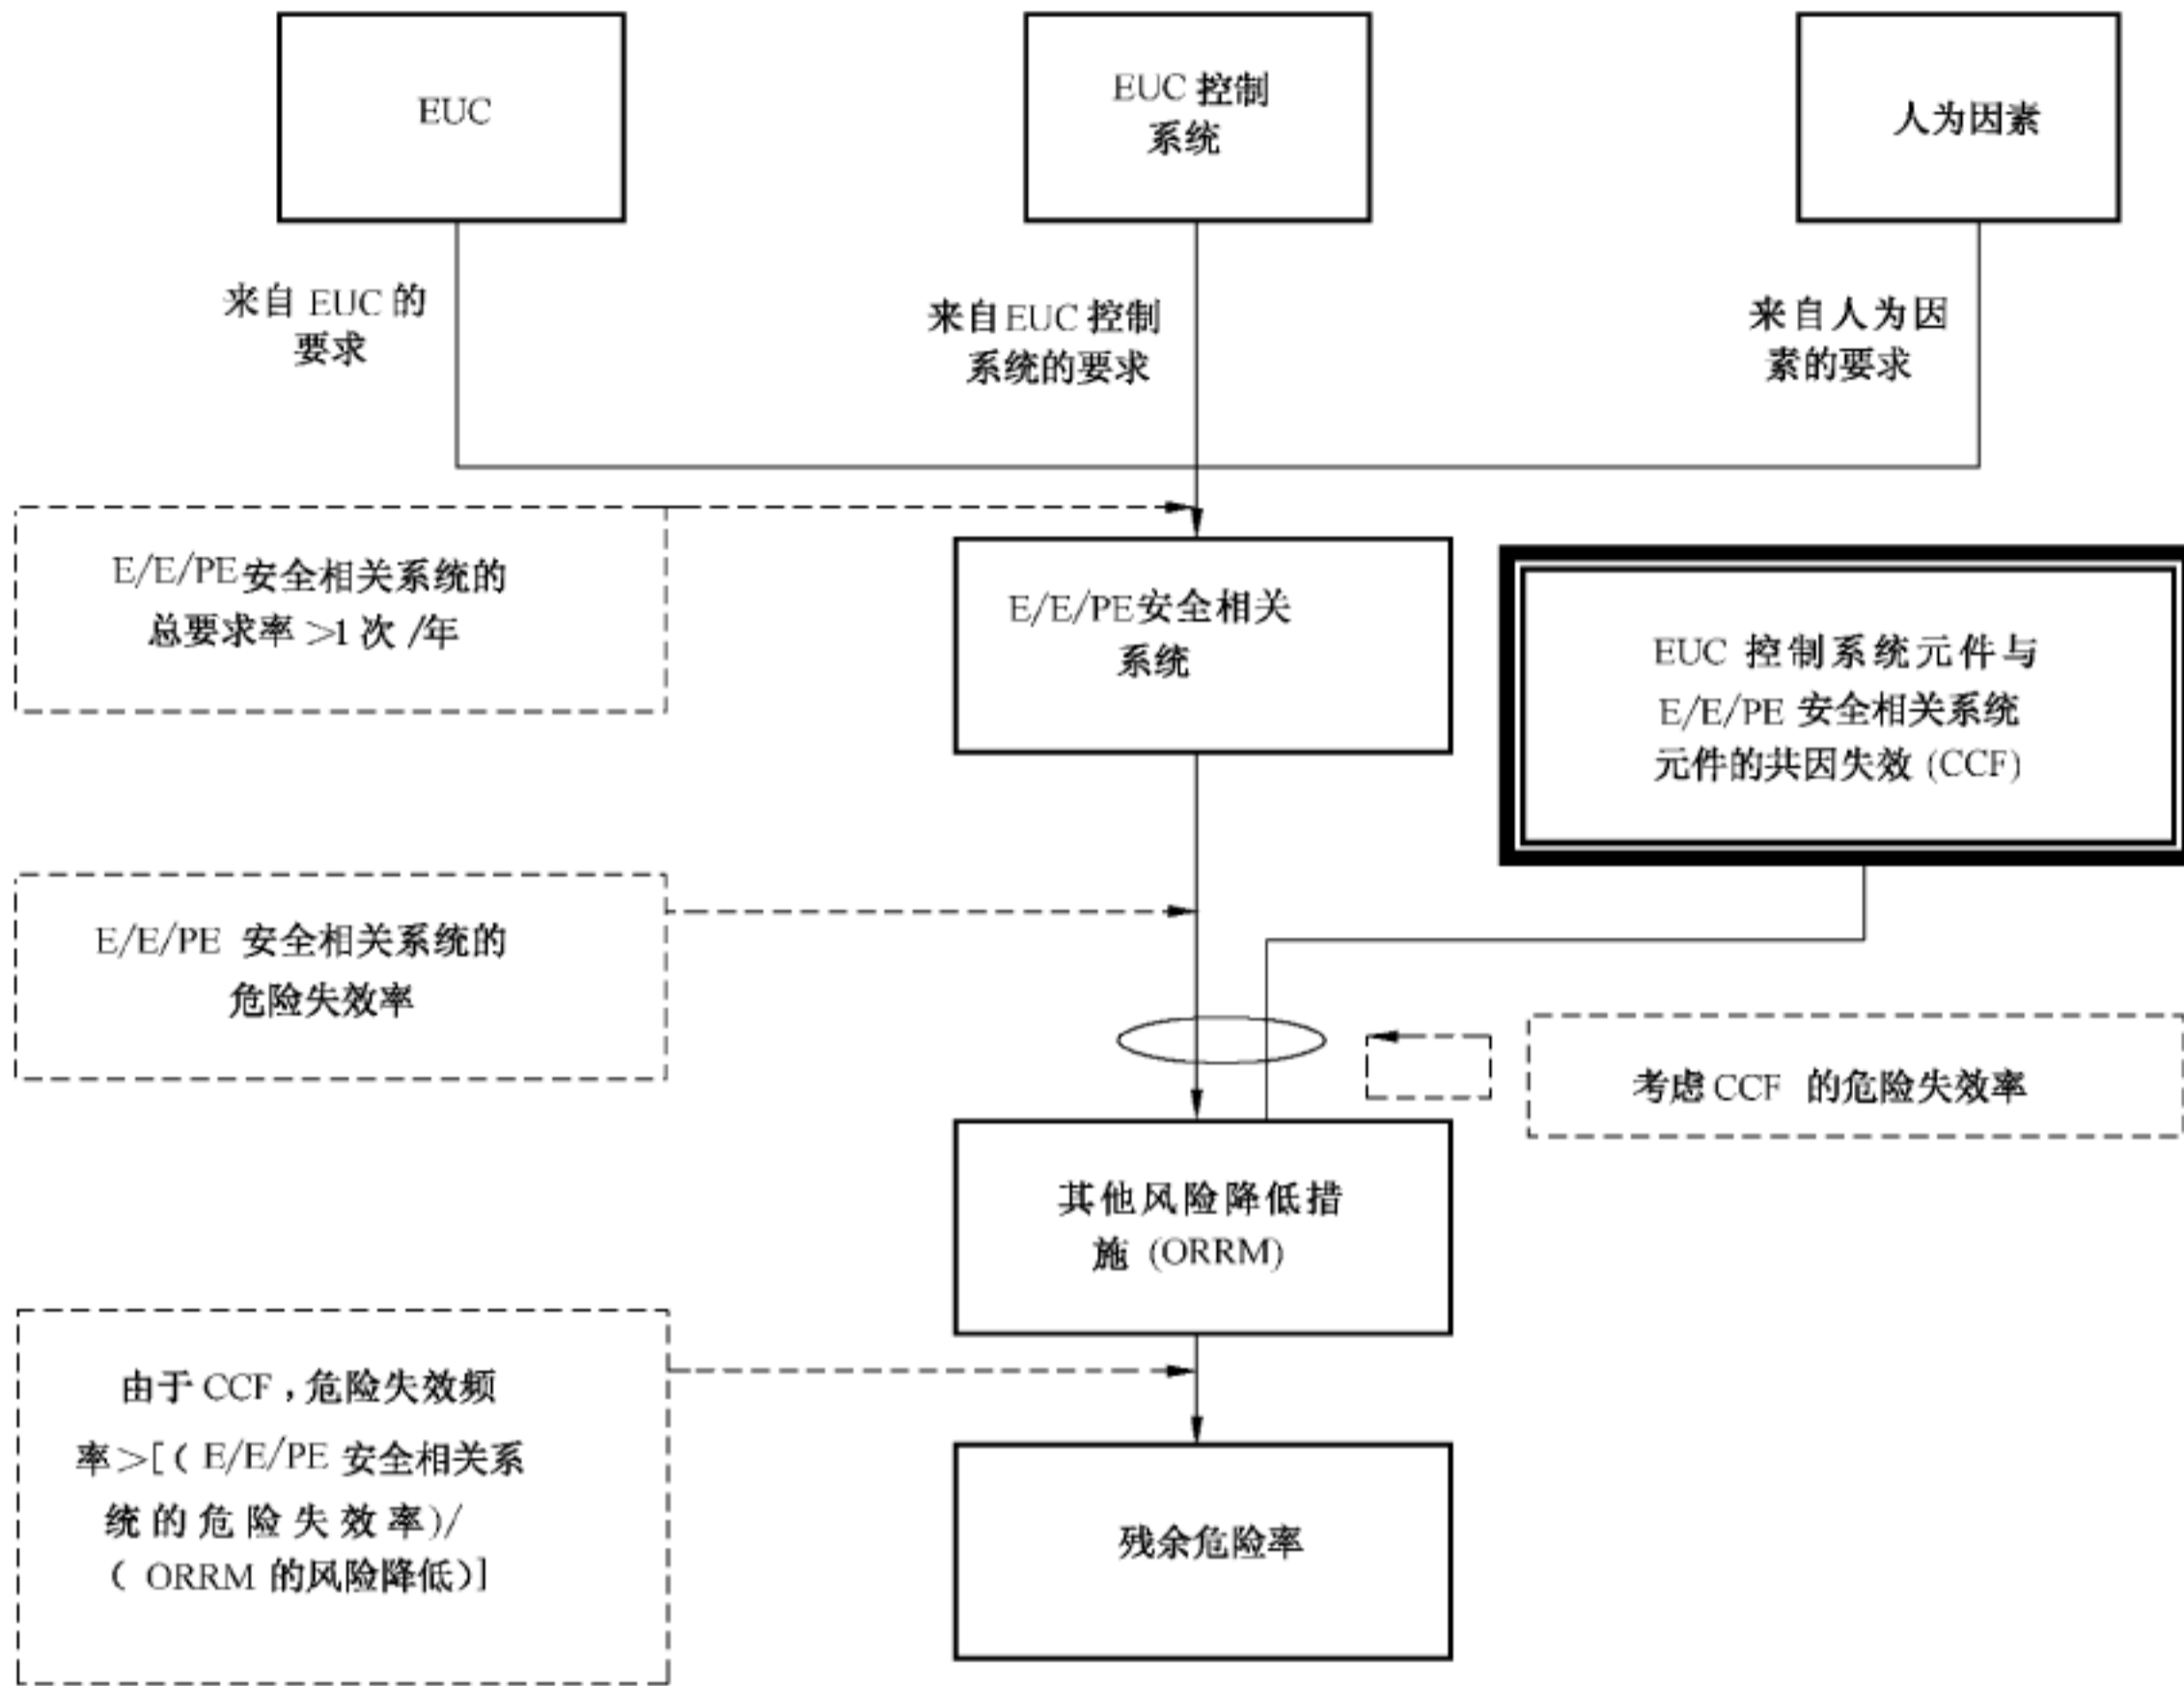 EUC
EUC 控制
系统
人为因素
来自 EUC 的
要求
来自EUC 控制
系统的要求
来自人为因
素的要求
E/E/PE安全相关系统的
总要求率 >1 次 /年
E/E/PE安全相关
系统
EUC 控制系统元件与
E/E/PE 安全相关系统
元件的共因失效 (CCF)
E/E/PE 安全相关系统的
危险失效率
考虑CCF 的危险失效率
其他风险降低措
施 (ORRM)
由于 CCF，危险失效频
率>[( E/E/PE 安全相关系
统的危险失效率)/
( ORRM 的风险降低)]
残余危险率